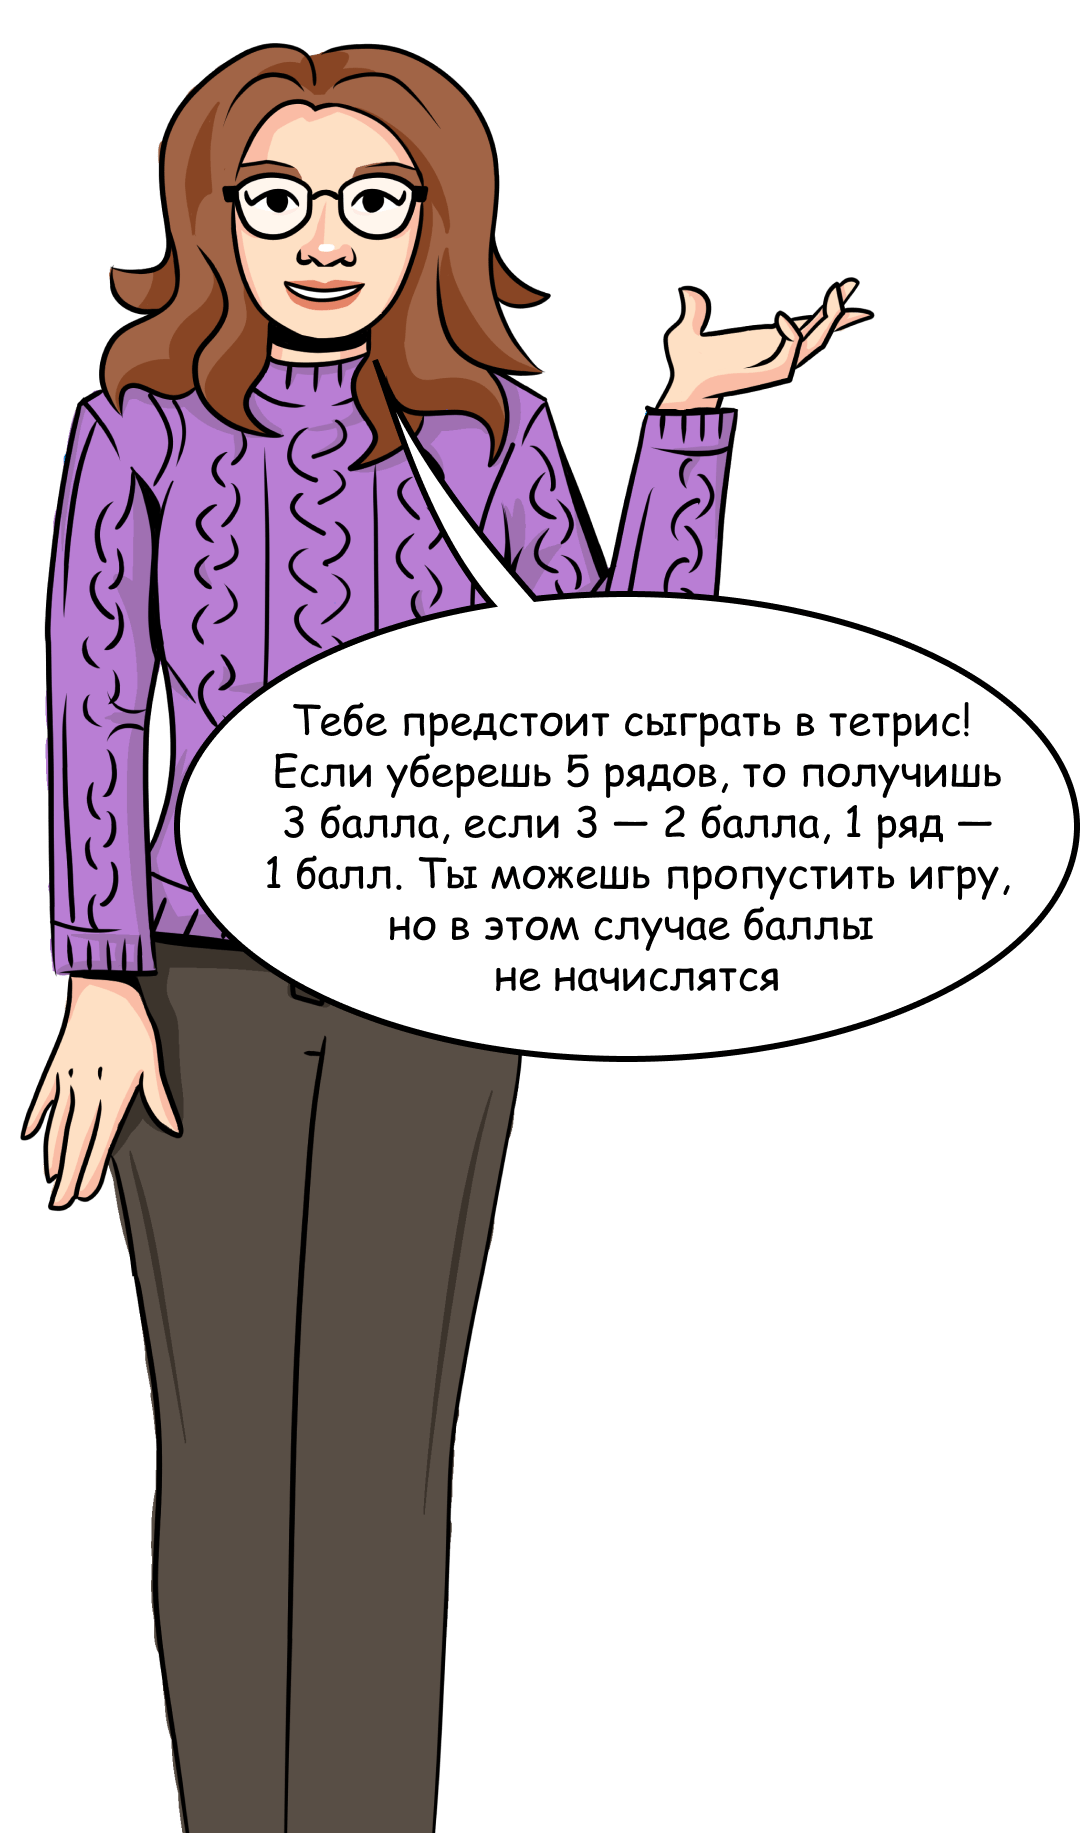 Тебе предстоит сыграть в тетрис!
Если уберешь 5 рядов, то получишь
3 балла, если 3 — 2 балла, 1 ряд —
1 балл. Ты можешь пропустить игру,
но в этом случае баллы
не начислятся